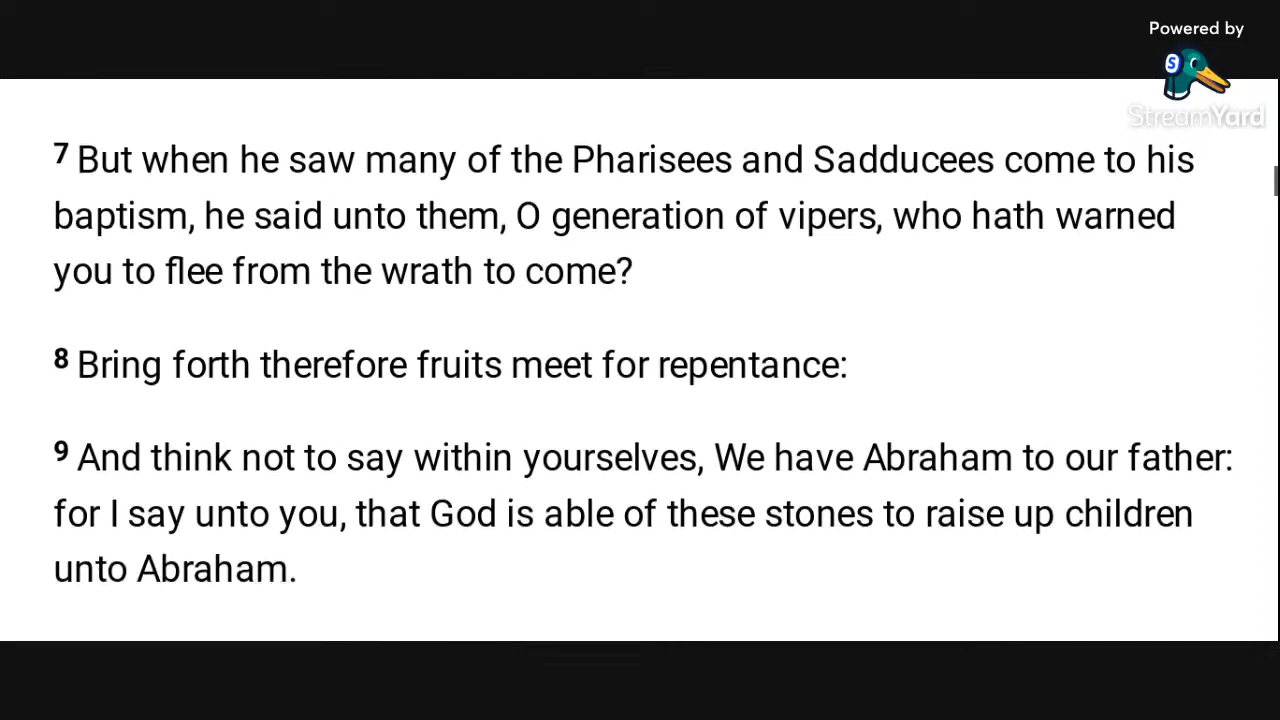 Powered by
S
StreamYard
7 But when he saw many of the Pharisees and Sadducees come to his
baptism, he said unto them, O generation of vipers, who hath warned
you to flee from the wrath to come?
8 Bring forth therefore fruits meet for repentance:
9 And think not to say within yourselves, We have Abraham to our father:
for I say unto you, that God is able of these stones to raise up children
unto Abraham.